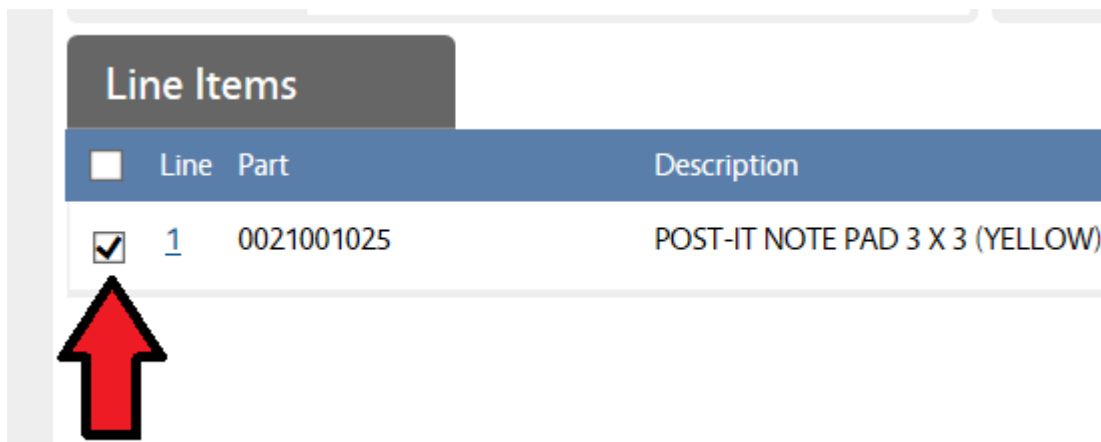 Line Items
Line Part Description
1 0021001025 POST-IT NOTE PAD 3 X 3 (YELLOW)